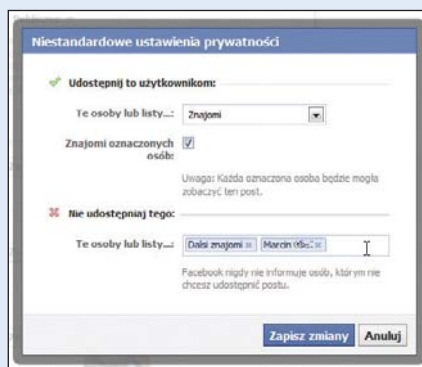 Niestandardowe ustawienia prywatności
Udostępnij to użytkownikom:
Te osoby lub listy...: Znajomi
Znajomi oznaczonych
osób:
Uwaga: Każda oznaczona osoba będzie mogła
zobaczyć ten post.
Nie udostępniaj tego:
Te osoby lub listy...: Dalsi znajomi Marcin
Facebook nigdy nie informuje osób, którym nie
chcesz udostępnić postu.
Zapisz zmiany Anuluj